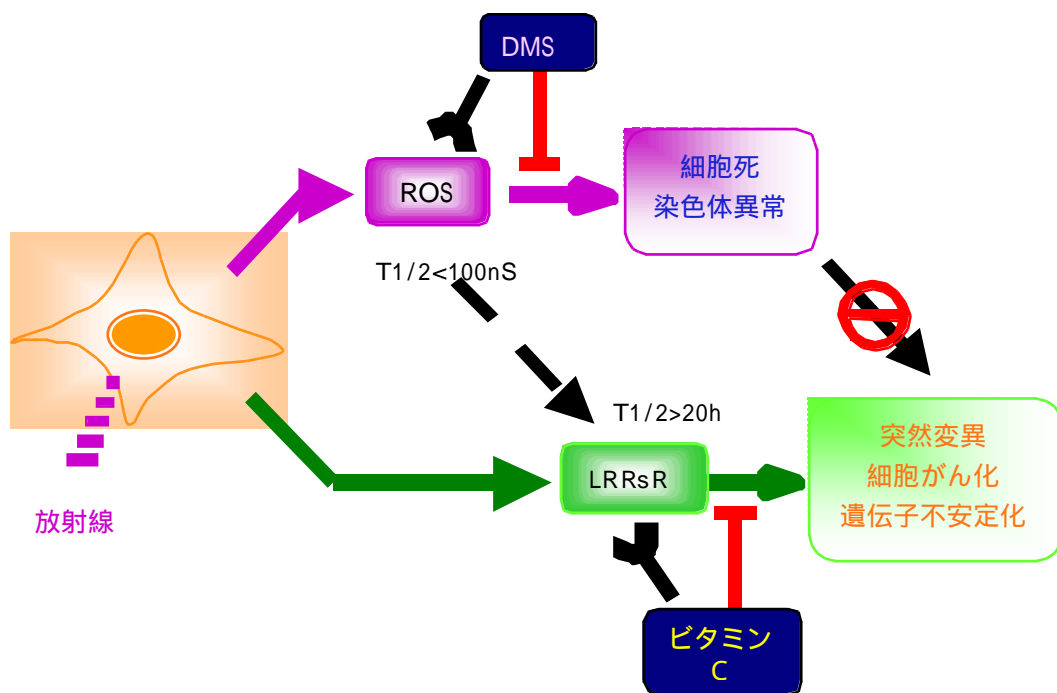 DMS
ROS
細胞死
染色体異常
T1/2<100nS
T1/2>20h
LRRsR
突然変異
細胞がん化
遺伝子不安定化
放射線
ビタミン
C